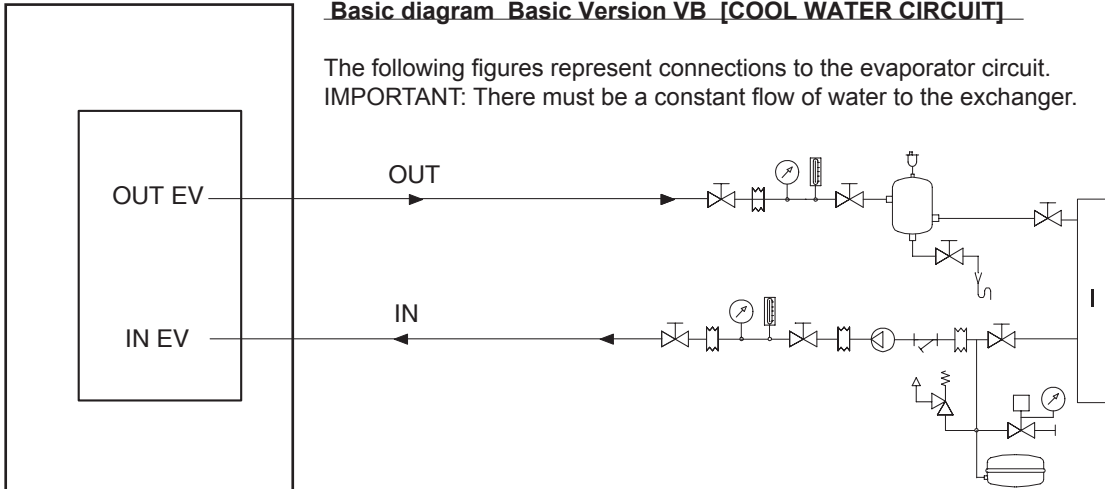 Basic diagram Basic Version VB [COOL WATER CIRCUIT]
The following figures represent connections to the evaporator circuit.
IMPORTANT: There must be a constant flow of water to the exchanger.
OUT EV
OUT
IN EV
IN
I